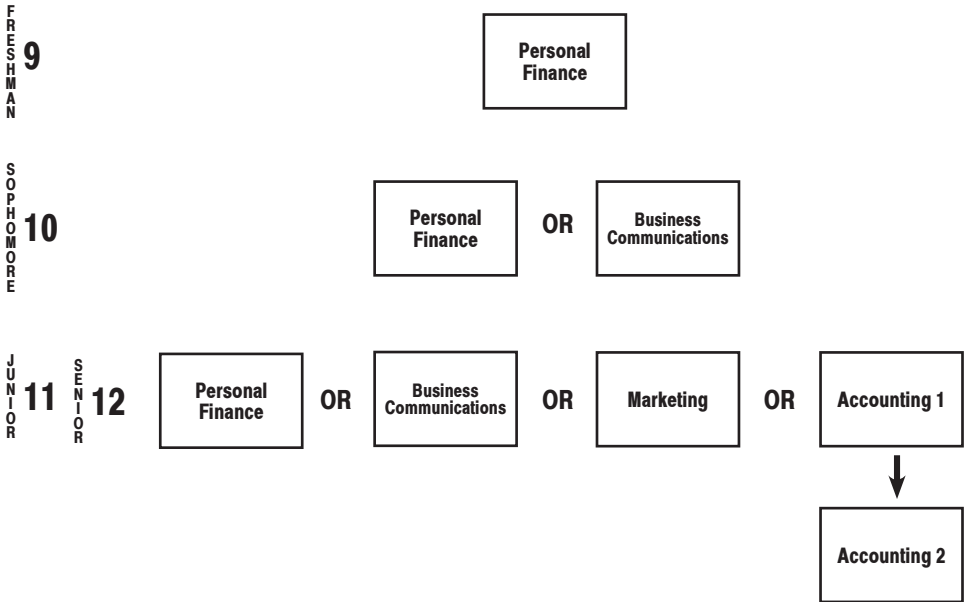 FRESHMAN 9
Personal
Finance
SOPHOMORE 10
Personal
Finance
OR
Business
Communications
JUNIOR 11
SENIOR 12
Personal
Finance
OR
Business
Communications
OR
Marketing
OR
Accounting 1
Accounting 2